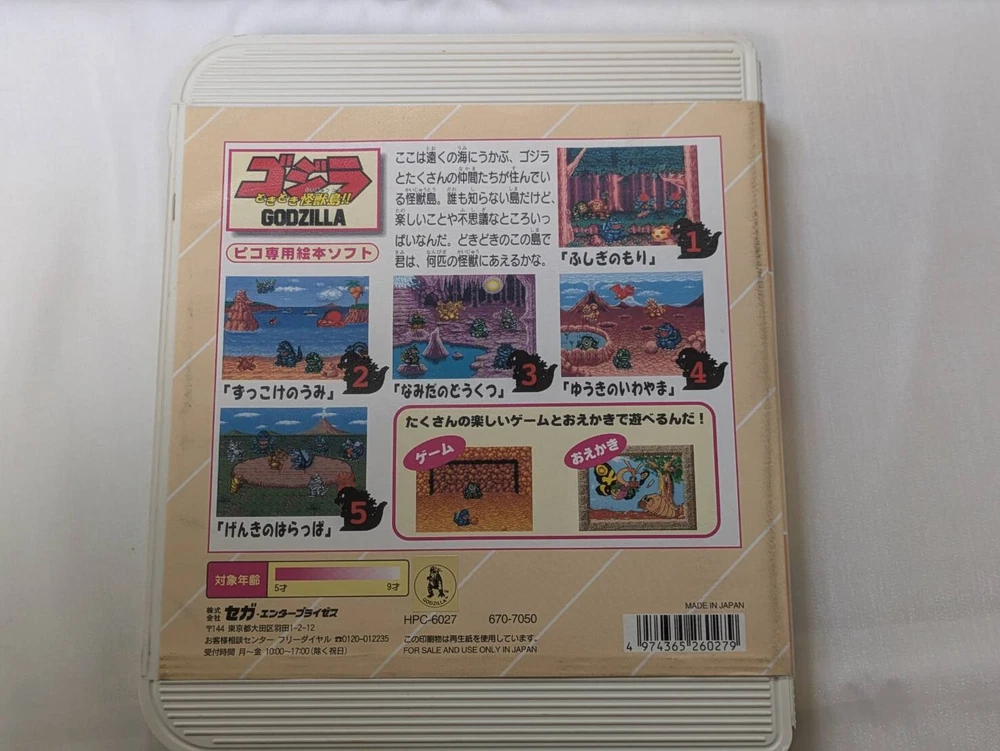 ゴジラ
どきどき怪獣島!!
GODZILLA
ピコ専用絵本ソフト
ここは遠くの海にうかぶ、ゴジラ
とたくさんの仲間たちが住んでい
る怪獣島。誰も知らない島だけど、
楽しいことや不思議なところいっ
ぱいなんだ。どきどきのこの島で
君は、何匹の怪獣にあえるかな。
1
「ふしぎのもり」
2
「ずっこけのうみ」
3
「なみだのどうくつ」
4
「ゆうきのいわやま」
5
「げんきのはらっぱ」
たくさんの楽しいゲームとおえかきで遊べるんだ!
ゲーム
おえかき
対象年齢
5才
9才
GODZILLA
株式会社 セガ・エンタープライゼス
〒144 東京都大田区羽田1-2-12
お客様相談センター フリーダイヤル ☎0120-012235
受付時間 月〜金 10:00〜17:00(除く祝日)
HPC-6027 670-7050
この印刷物は再生紙を使用しています。
FOR SALE AND USE ONLY IN JAPAN
MADE IN JAPAN
4 974365 260279